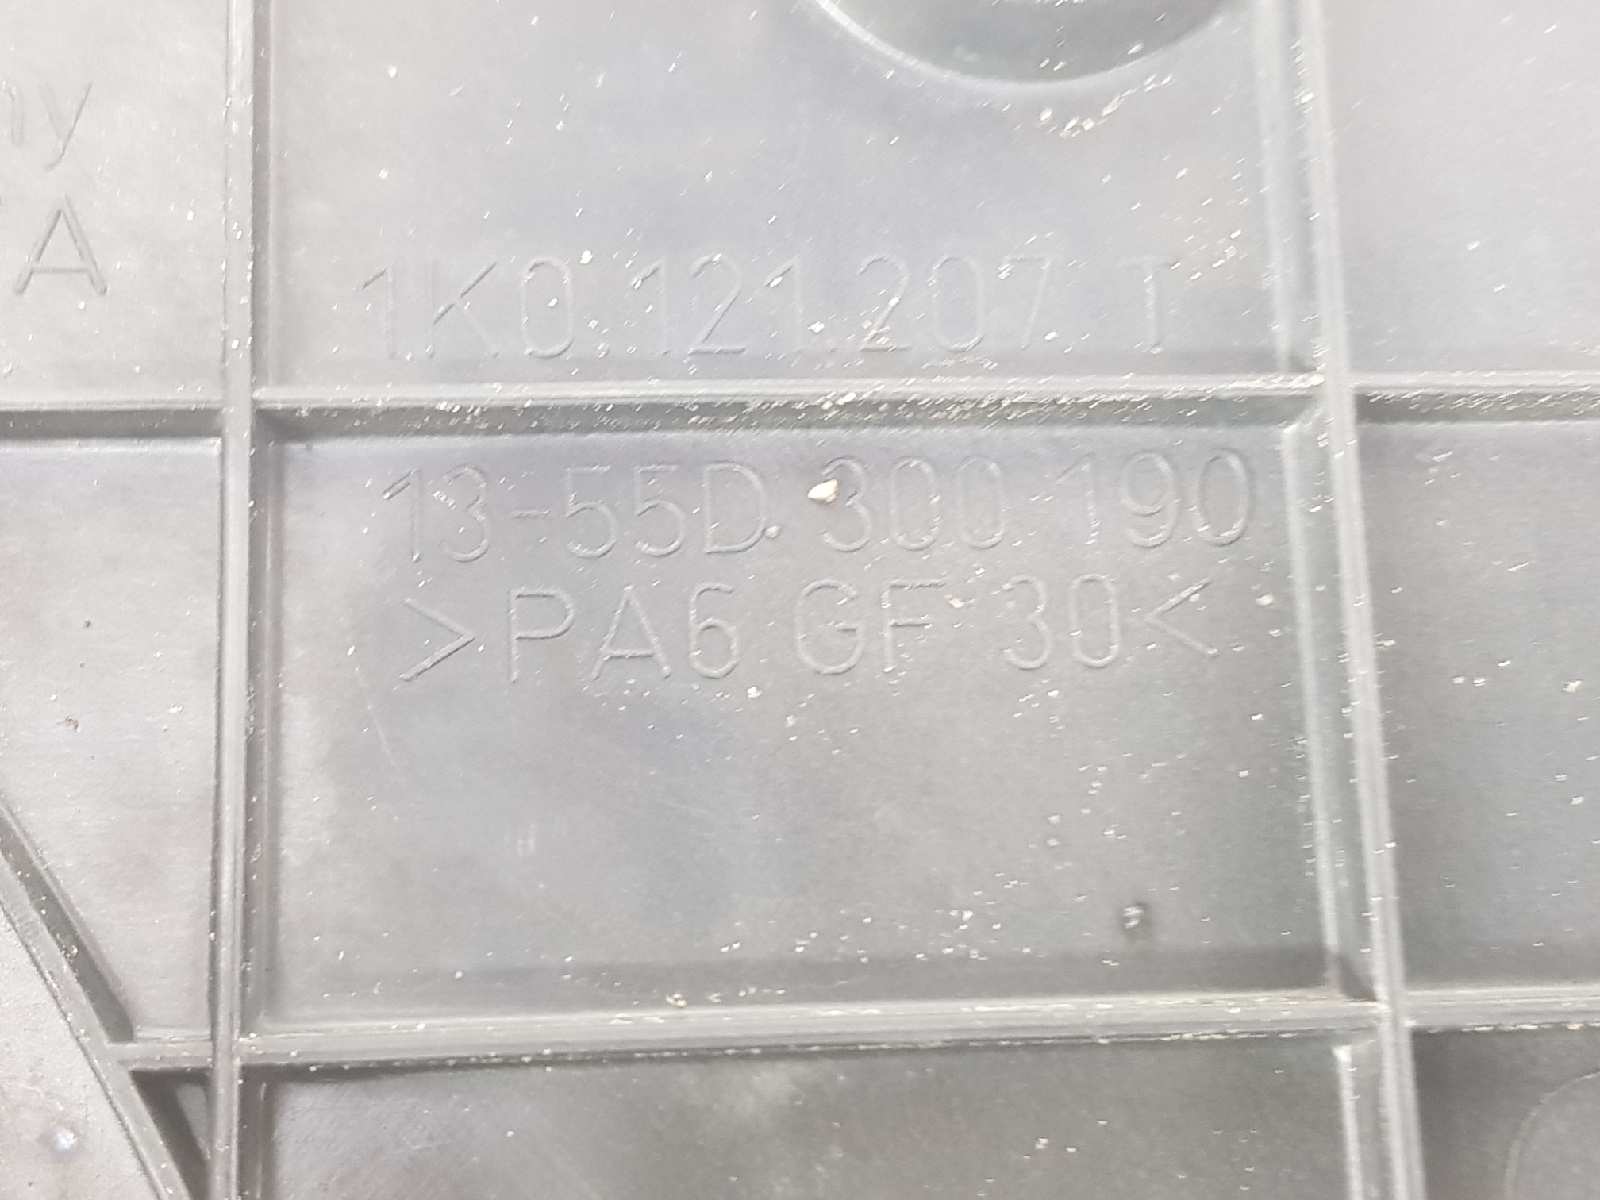 1K0.121.207. T
13-55D 300 190
>PA6 GF 30<